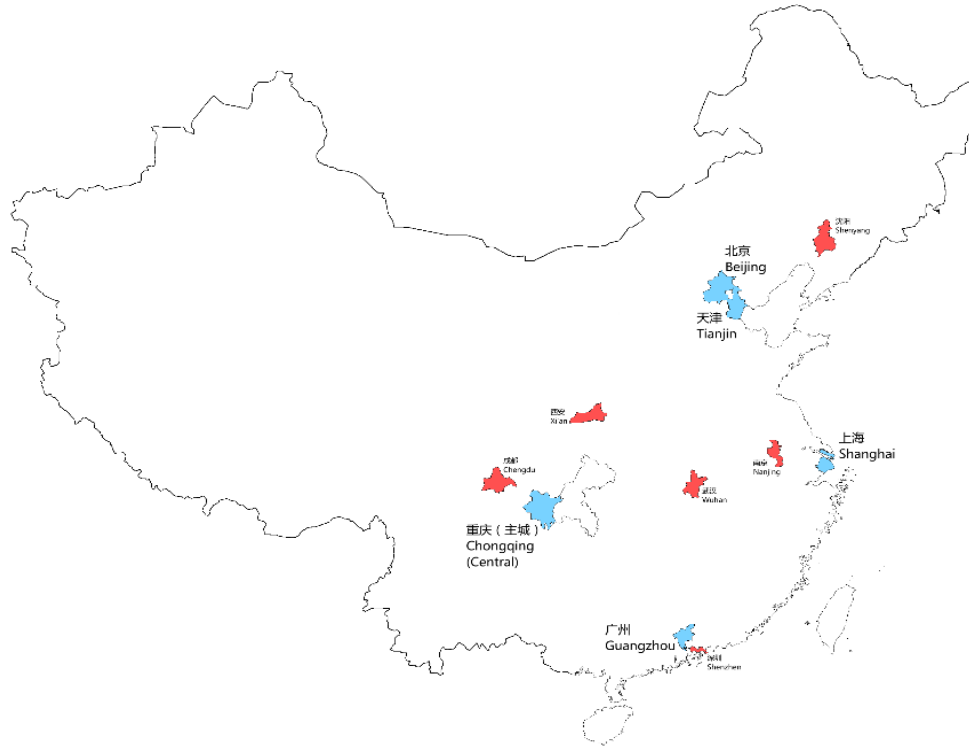 沈阳
Shenyang
北京
Beijing
天津
Tianjin
西安
Xi'an
上海
Shanghai
南京
Nanjing
成都
Chengdu
武汉
Wuhan
重庆（主城）
Chongqing
(Central)
广州
Guangzhou
深圳
Shenzhen